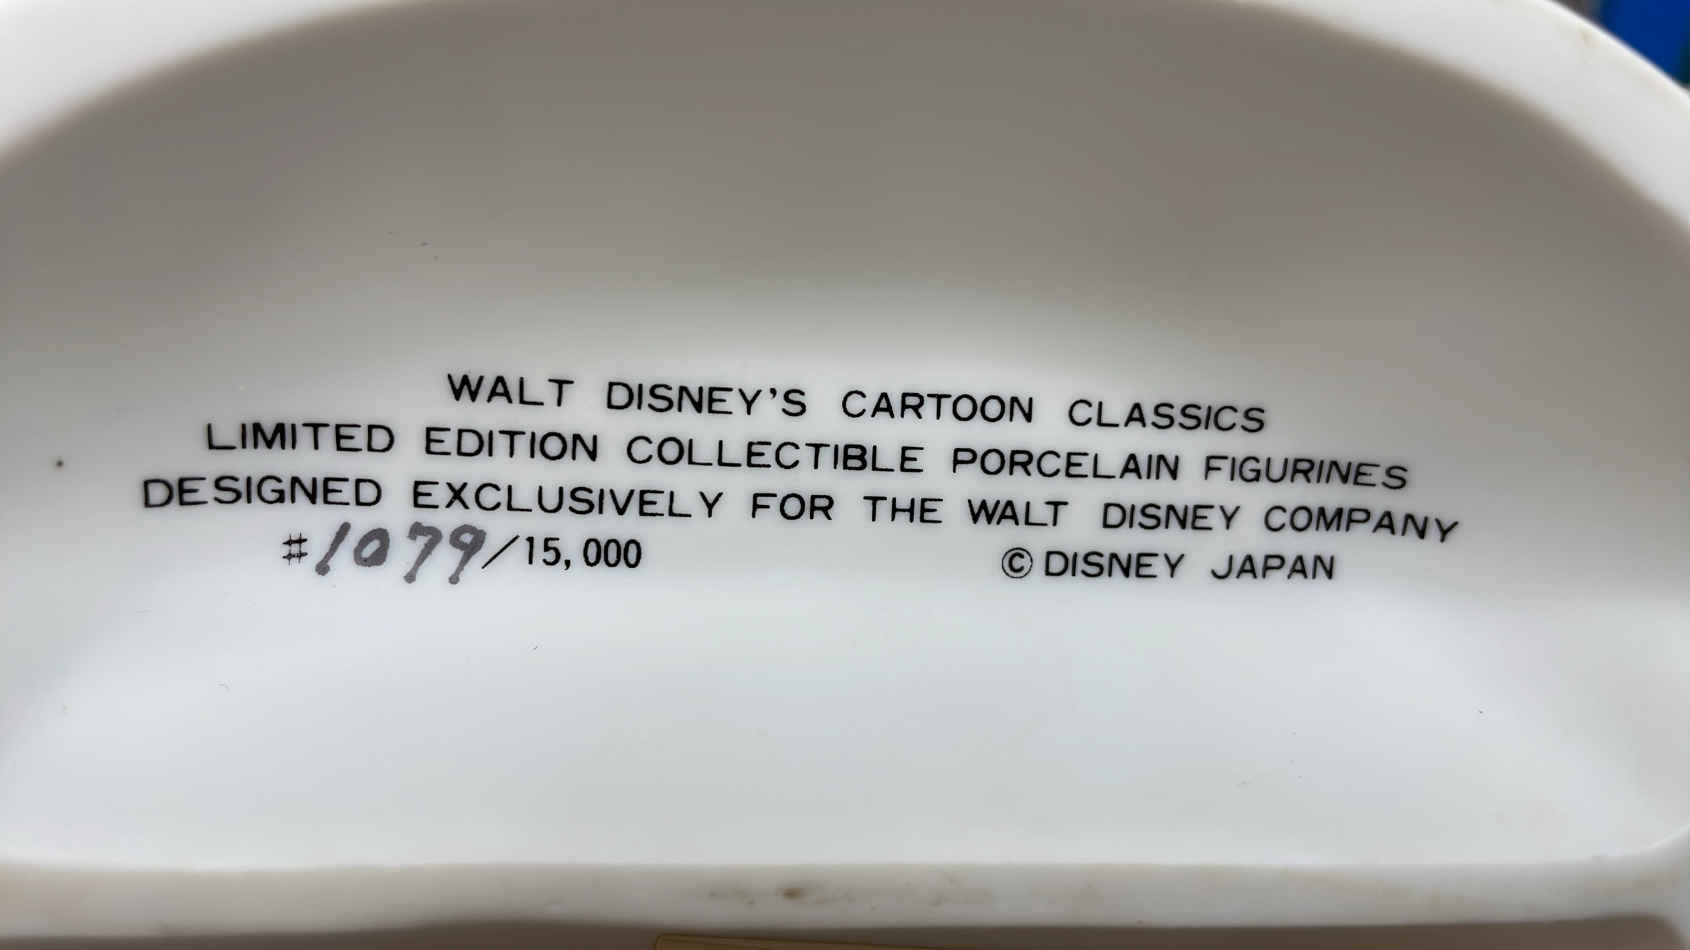 WALT DISNEY'S CARTOON CLASSICS
LIMITED EDITION COLLECTIBLE PORCELAIN FIGURINES
DESIGNED EXCLUSIVELY FOR THE WALT DISNEY COMPANY
#1079/15,000 © DISNEY JAPAN